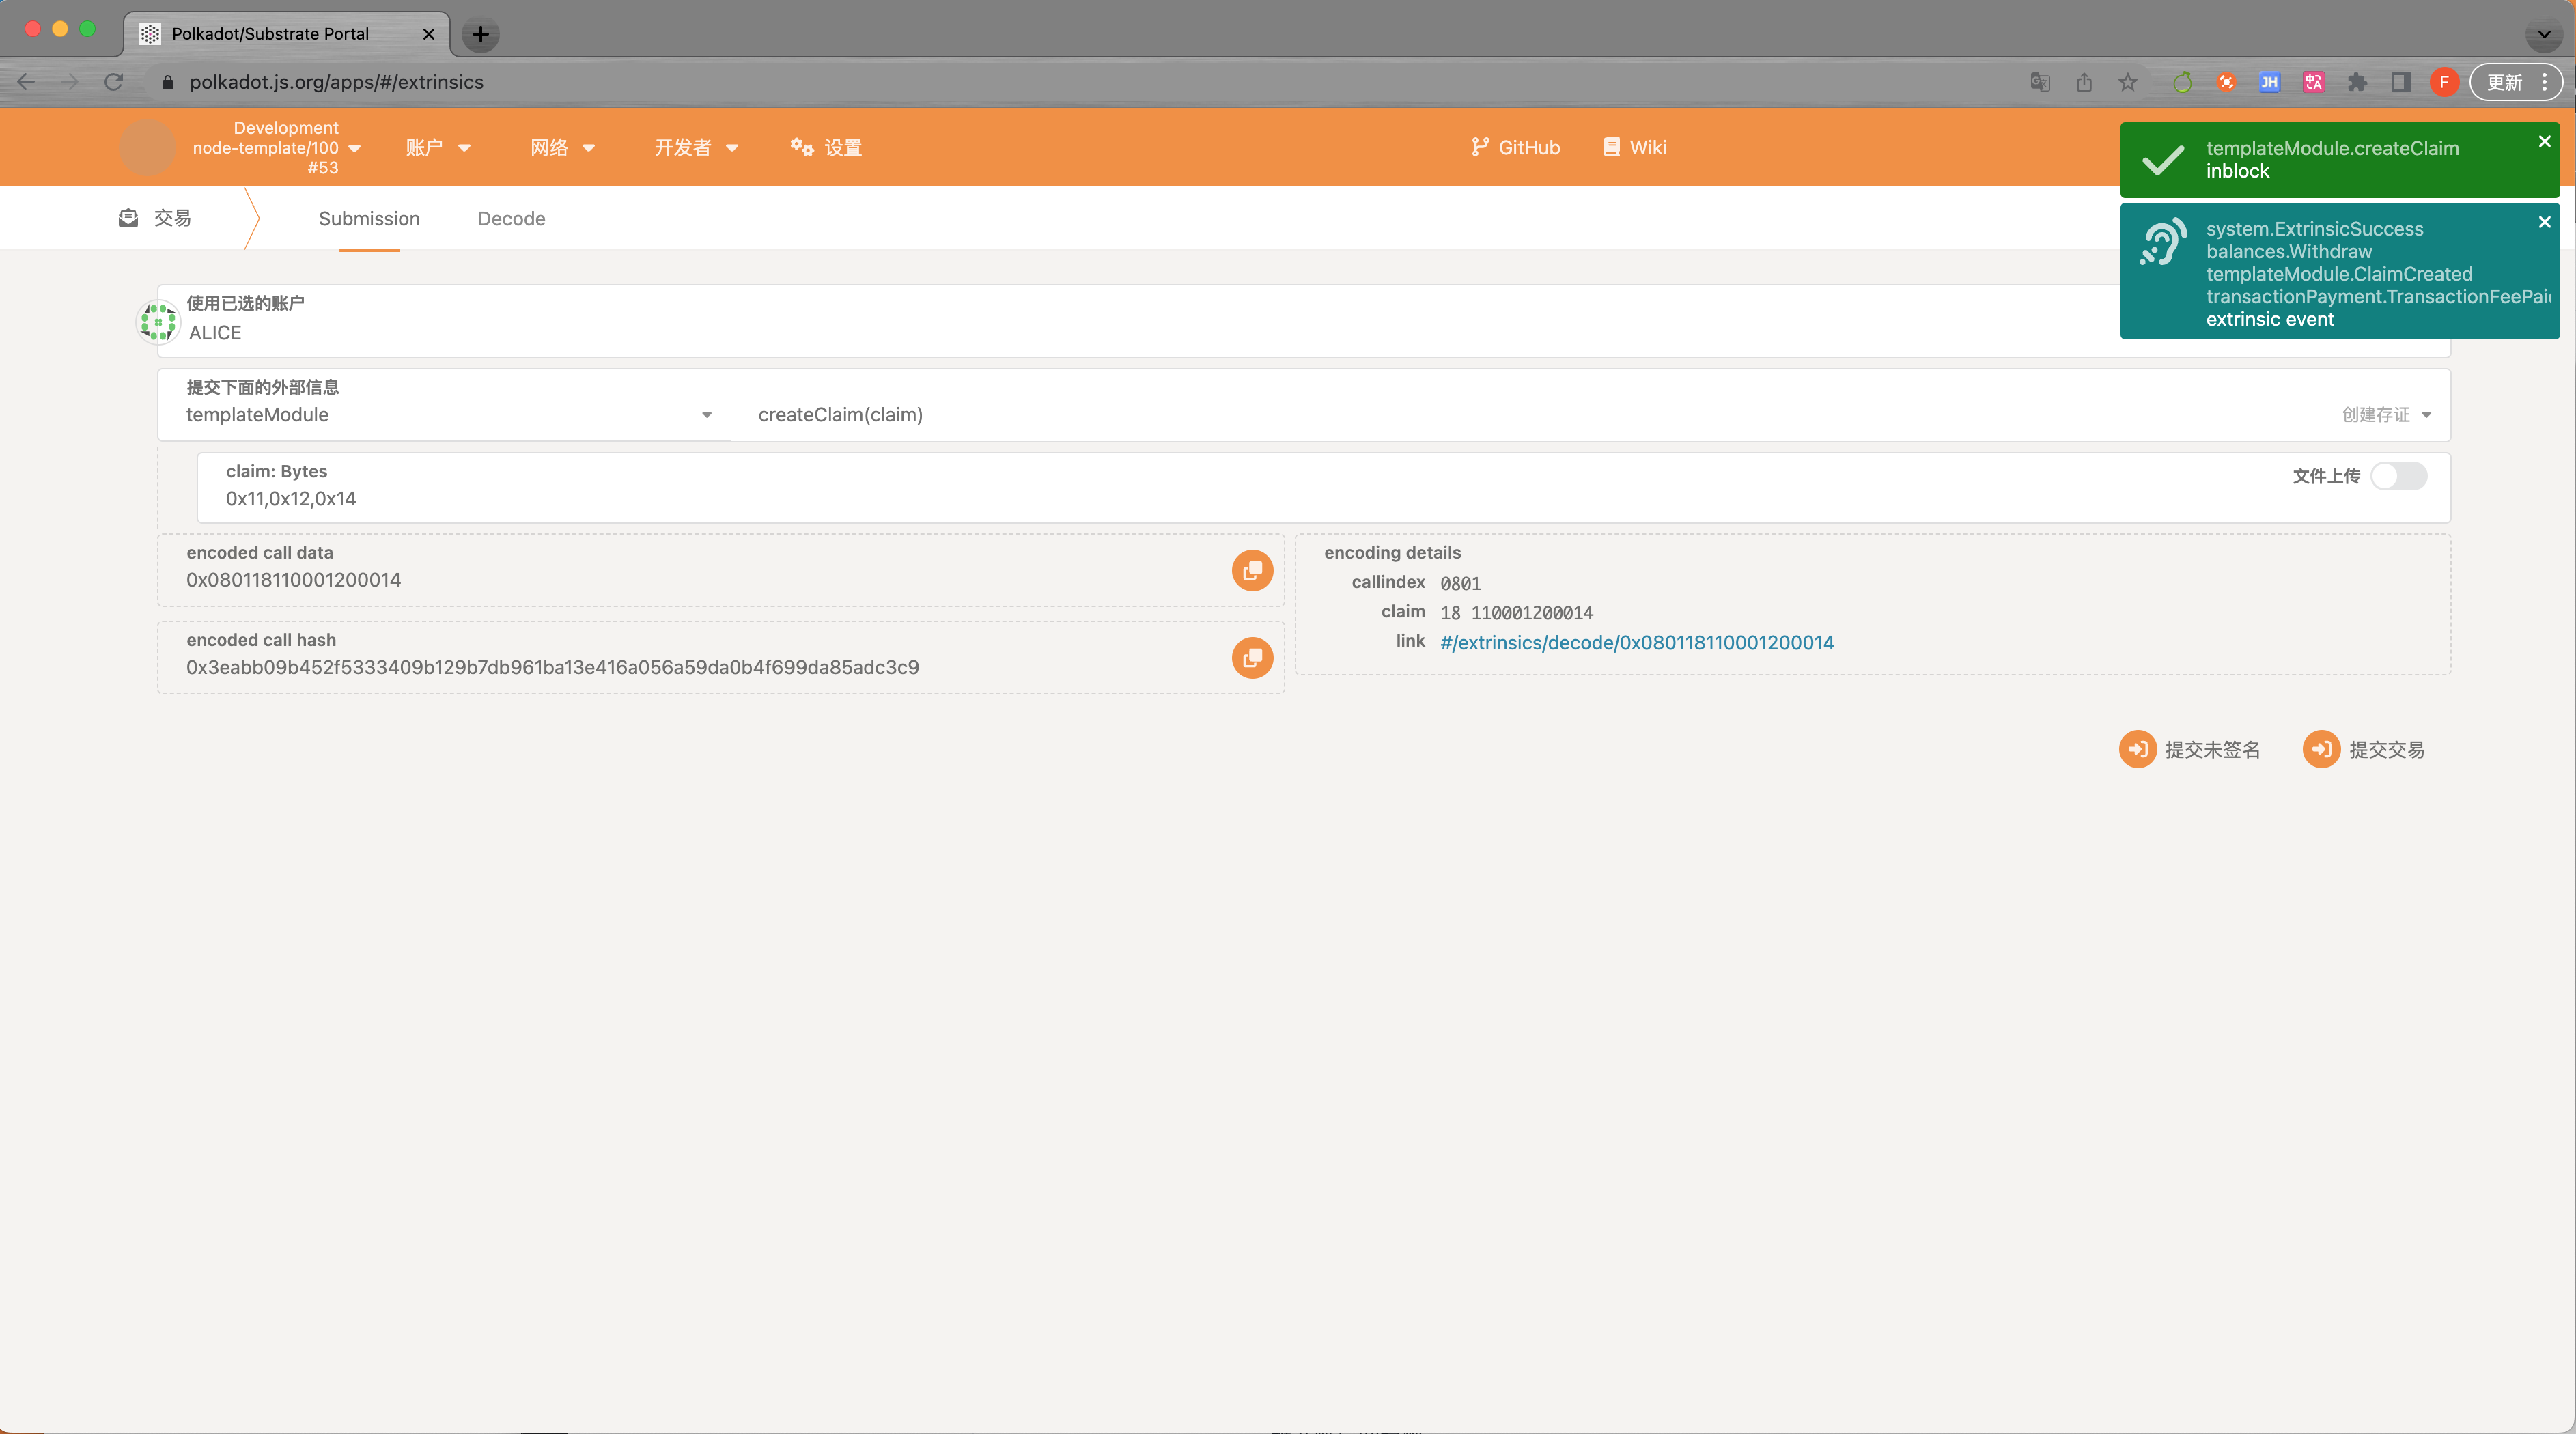 Polkadot/Substrate Portal
polkadot.js.org/apps/#/extrinsics
JH
F
更新
Development
node-template/100
#53
账户
网络
开发者
设置
GitHub
Wiki
templateModule.createClaim
inblock
system.ExtrinsicSuccess
balances.Withdraw
templateModule.ClaimCreated
transactionPayment.TransactionFeePai
extrinsic event
交易
Submission
Decode
使用已选的账户
ALICE
提交下面的外部信息
templateModule
createClaim(claim)
创建存证
claim: Bytes
0x11,0x12,0x14
文件上传
encoded call data
0x080118110001200014
encoded call hash
0x3eabb09b452f5333409b129b7db961ba13e416a056a59da0b4f699da85adc3c9
encoding details
callindex 0801
claim 18 110001200014
link #/extrinsics/decode/0x080118110001200014
提交未签名
提交交易